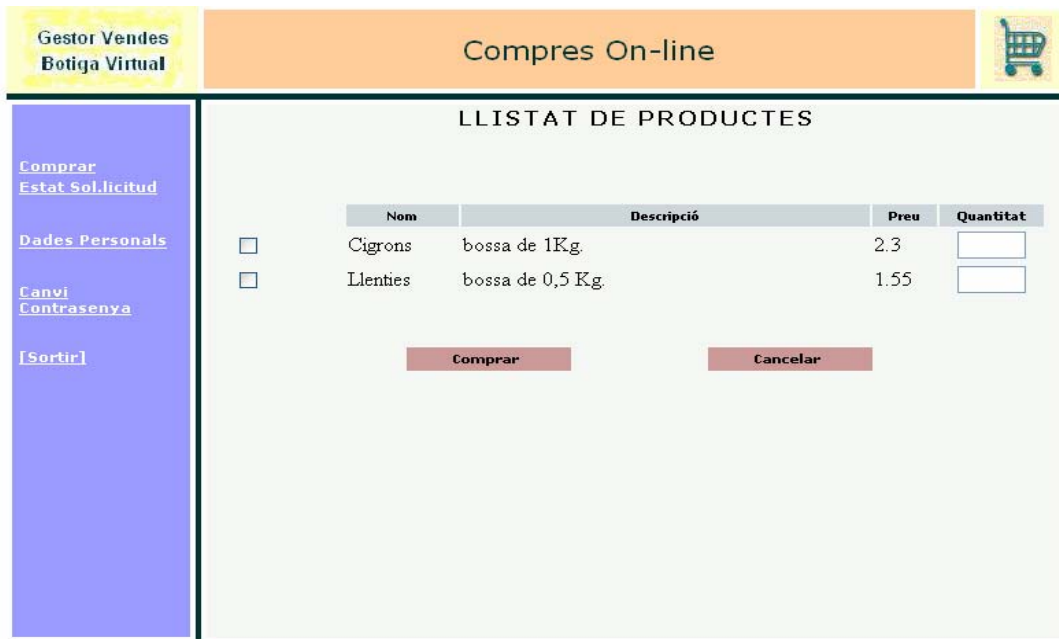 Gestor Vendes
Botiga Virtual
Compres On-line
Comprar
Estat Sol.licitud
Dades Personals
Canvi
Contrasenya
[Sortir]
LLISTAT DE PRODUCTES
Nom Descripció Preu Quantitat
Cigrons bossa de 1Kg. 2.3
Llenties bossa de 0,5 Kg. 1.55
Comprar Cancelar